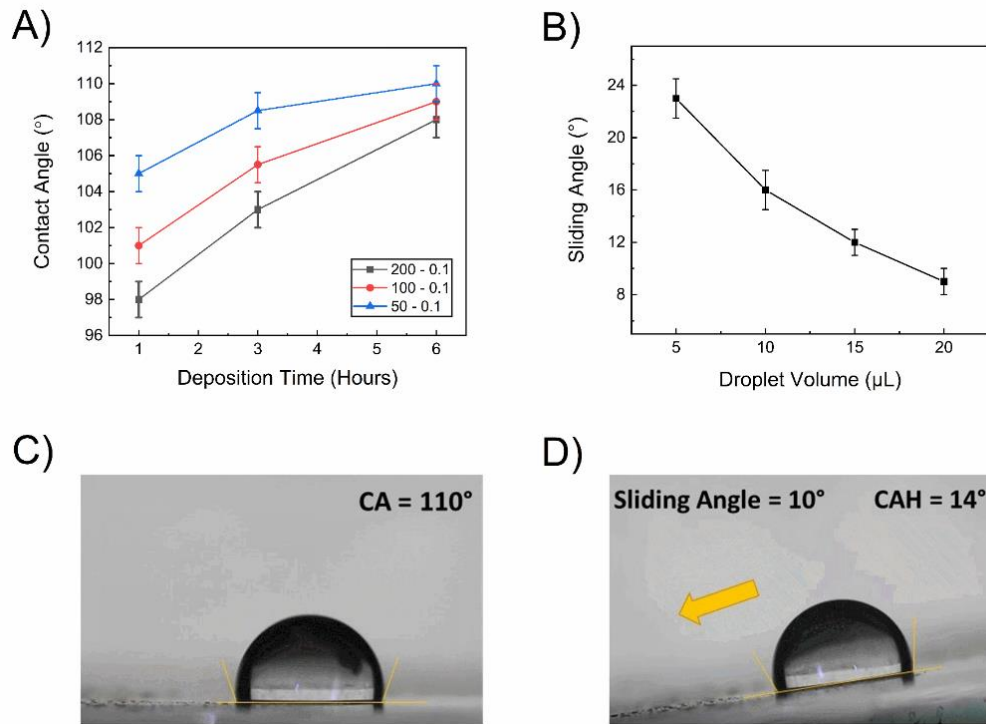 A)
112
110
108
106
104
102
100
98
96
Contact Angle (°)
1 2 3 4 5 6
Deposition Time (Hours)
200 - 0.1
100 - 0.1
50 - 0.1
B)
24
20
16
12
8
Sliding Angle (°)
5 10 15 20
Droplet Volume (µL)
C)
CA = 110°
D)
Sliding Angle = 10° CAH = 14°